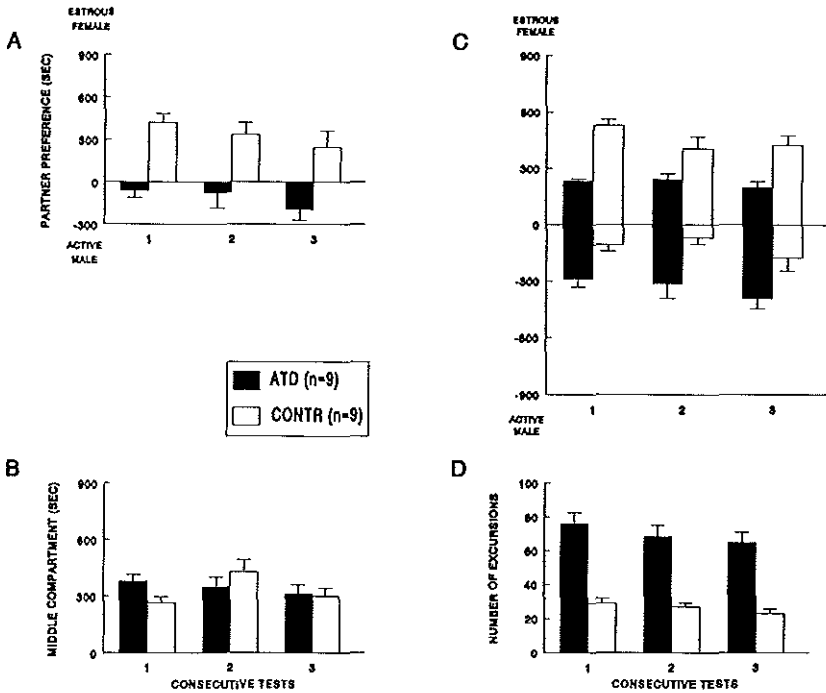 A
ESTROUS
FEMALE
PARTNER PREFERENCE (SEC)
900
600
300
0
-300
ACTIVE
MALE
1 2 3
C
ESTROUS
FEMALE
900
600
300
0
-300
-600
-900
ACTIVE
MALE
1 2 3
ATD (n=9)
CONTR (n=9)
B
MIDDLE COMPARTMENT (SEC)
900
600
300
0
1 2 3
CONSECUTIVE TESTS
D
NUMBER OF EXCURSIONS
100
80
60
40
20
0
1 2 3
CONSECUTIVE TESTS